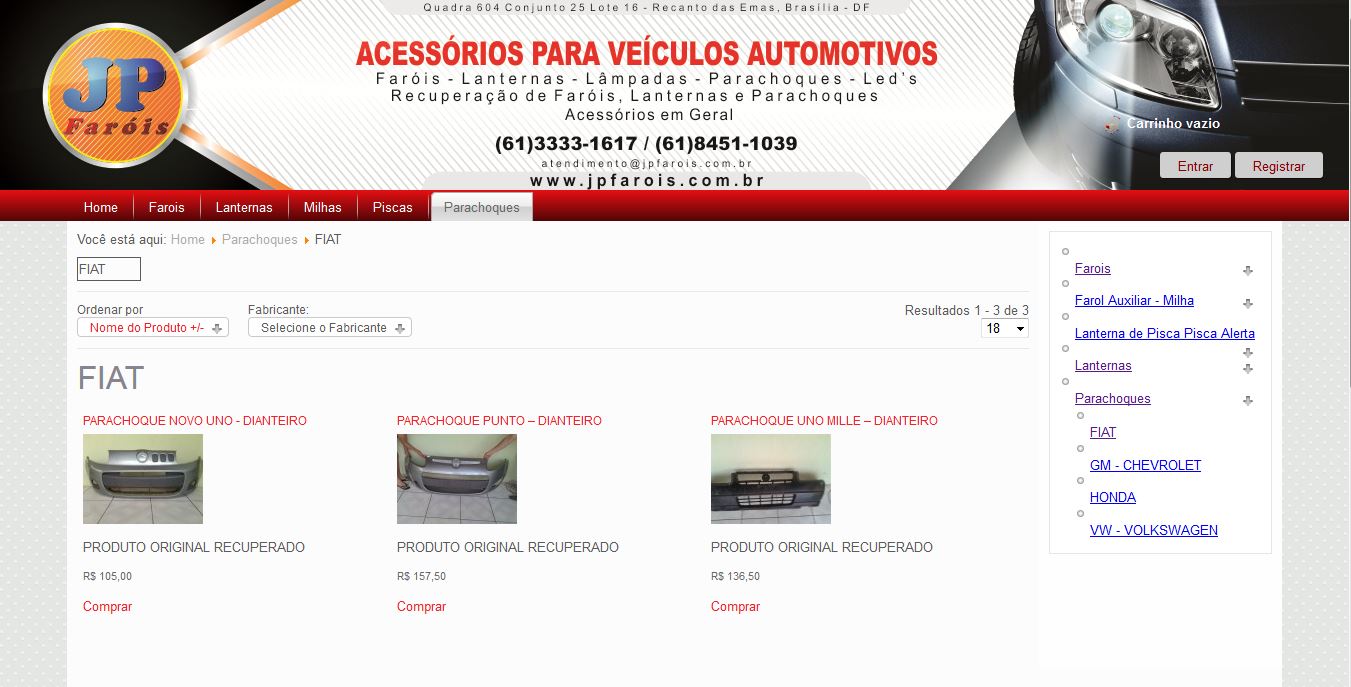 Quadra 604 Conjunto 25 Lote 16 - Recanto das Emas, Brasília - DF
JP
Faróis
ACESSÓRIOS PARA VEÍCULOS AUTOMOTIVOS
Faróis - Lanternas - Lâmpadas - Parachoques - Led's
Recuperação de Faróis, Lanternas e Parachoques
Acessórios em Geral
(61)3333-1617 / (61)8451-1039
atendimento@jpfarois.com.br
www.jpfarois.com.br
Carrinho vazio
Entrar Registrar
Home Farois Lanternas Milhas Piscas Parachoques
Você está aqui: Home Parachoques FIAT
FIAT
Ordenar por Fabricante: Resultados 1 - 3 de 3
Nome do Produto +/- Selecione o Fabricante 18
FIAT
PARACHOQUE NOVO UNO - DIANTEIRO PARACHOQUE PUNTO – DIANTEIRO PARACHOQUE UNO MILLE – DIANTEIRO
PRODUTO ORIGINAL RECUPERADO PRODUTO ORIGINAL RECUPERADO PRODUTO ORIGINAL RECUPERADO
R$ 105,00 R$ 157,50 R$ 136,50
Comprar Comprar Comprar
Farois
Farol Auxiliar - Milha
Lanterna de Pisca Pisca Alerta
Lanternas
Parachoques
FIAT
GM - CHEVROLET
HONDA
VW - VOLKSWAGEN